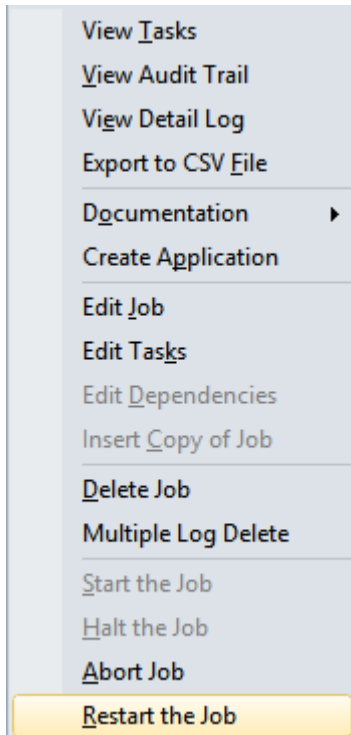 View Tasks
View Audit Trail
View Detail Log
Export to CSV File
Documentation
Create Application
Edit Job
Edit Tasks
Edit Dependencies
Insert Copy of Job
Delete Job
Multiple Log Delete
Start the Job
Halt the Job
Abort Job
Restart the Job